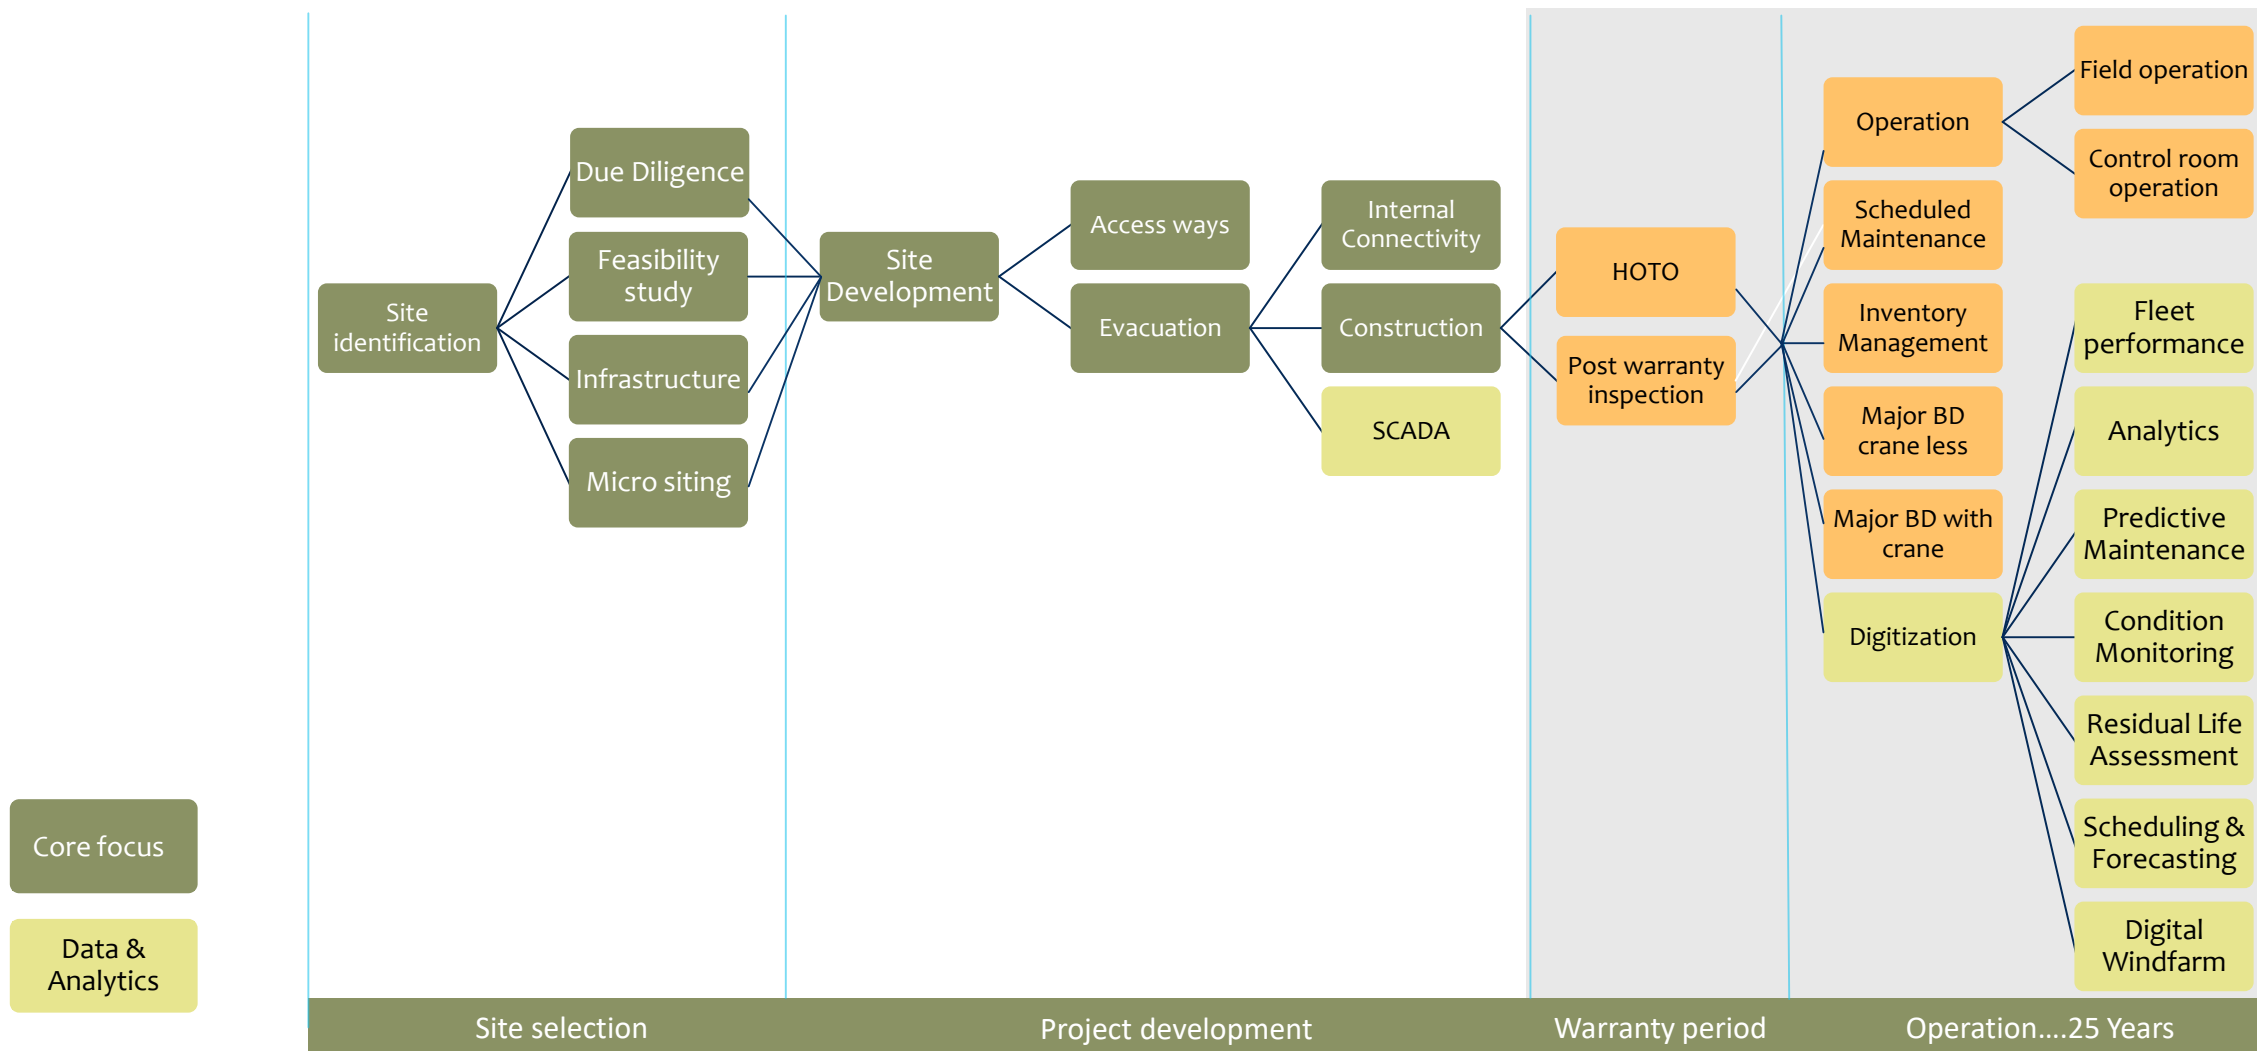 Site
identification
Due Diligence
Feasibility
study
Infrastructure
Micro siting
Site
Development
Access ways
Evacuation
Internal
Connectivity
Construction
SCADA
HOTO
Post warranty
inspection
Operation
Scheduled
Maintenance
Inventory
Management
Major BD
crane less
Major BD with
crane
Digitization
Field operation
Control room
operation
Fleet
performance
Analytics
Predictive
Maintenance
Condition
Monitoring
Residual Life
Assessment
Scheduling &
Forecasting
Digital
Windfarm
Core focus
Data &
Analytics
Site selection
Project development
Warranty period
Operation....25 Years